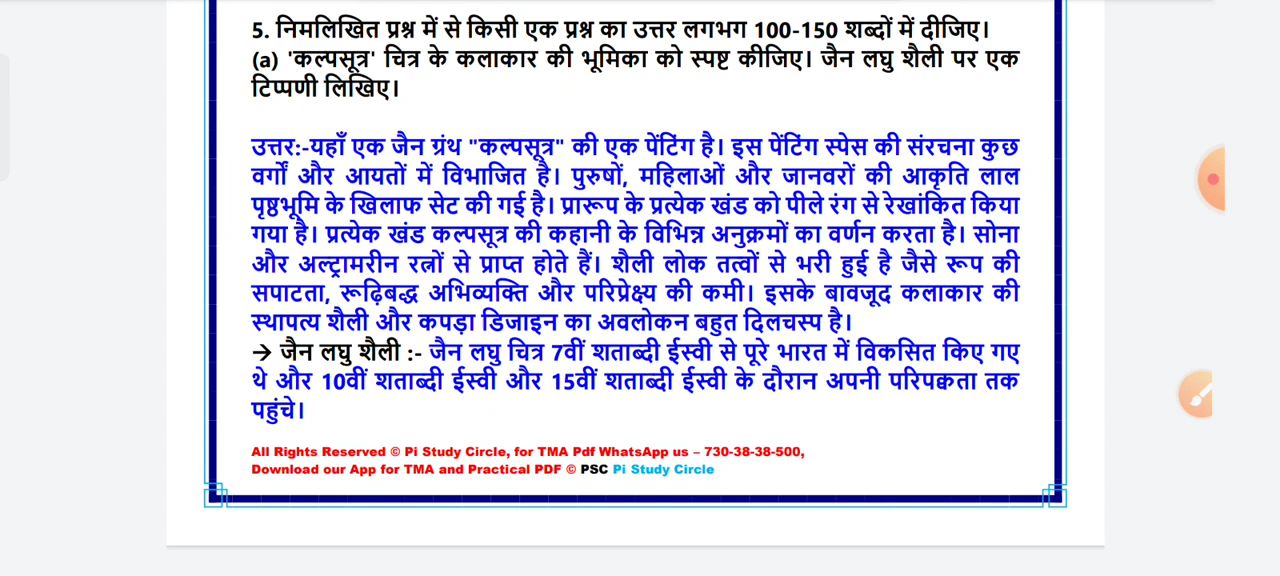 5. निमलिखित प्रश्न में से किसी एक प्रश्न का उत्तर लगभग 100-150 शब्दों में दीजिए।
(a) 'कल्पसूत्र' चित्र के कलाकार की भूमिका को स्पष्ट कीजिए। जैन लघु शैली पर एक
टिप्पणी लिखिए।
उत्तर:-यहाँ एक जैन ग्रंथ "कल्पसूत्र" की एक पेंटिंग है। इस पेंटिंग स्पेस की संरचना कुछ
वर्गों और आयतों में विभाजित है। पुरुषों, महिलाओं और जानवरों की आकृति लाल
पृष्ठभूमि के खिलाफ सेट की गई है। प्रारूप के प्रत्येक खंड को पीले रंग से रेखांकित किया
गया है। प्रत्येक खंड कल्पसूत्र की कहानी के विभिन्न अनुक्रमों का वर्णन करता है। सोना
और अल्ट्रामरीन रत्नों से प्राप्त होते हैं। शैली लोक तत्वों से भरी हुई है जैसे रूप की
सपाटता, रूढ़िबद्ध अभिव्यक्ति और परिप्रेक्ष्य की कमी। इसके बावजूद कलाकार की
स्थापत्य शैली और कपड़ा डिजाइन का अवलोकन बहुत दिलचस्प है।
→ जैन लघु शैली :- जैन लघु चित्र 7वीं शताब्दी ईस्वी से पूरे भारत में विकसित किए गए
थे और 10वीं शताब्दी ईस्वी और 15वीं शताब्दी ईस्वी के दौरान अपनी परिपक्वता तक
पहुंचे।
All Rights Reserved © Pi Study Circle, for TMA Pdf WhatsApp us – 730-38-38-500,
Download our App for TMA and Practical PDF © PSC Pi Study Circle